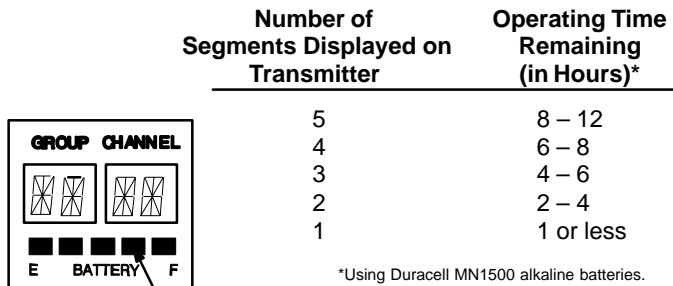 Number of Operating Time
Segments Displayed on Remaining
Transmitter (in Hours)*
5 8 – 12
4 6 – 8
3 4 – 6
2 2 – 4
1 1 or less
*Using Duracell MN1500 alkaline batteries.
GROUP CHANNEL
E BATTERY F